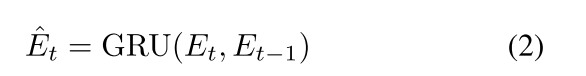 Ê_t = GRU(E_t, E_{t−1}) (2)